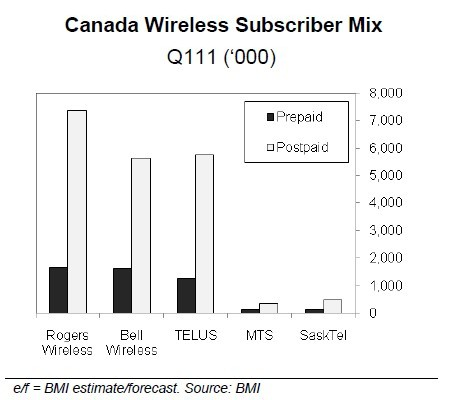 Canada Wireless Subscriber Mix
Q111 (‘000)
8,000
7,000
6,000
5,000
4,000
3,000
2,000
1,000
0
Prepaid
Postpaid
Rogers Wireless
Bell Wireless
TELUS
MTS
SaskTel
e/f = BMI estimate/forecast. Source: BMI